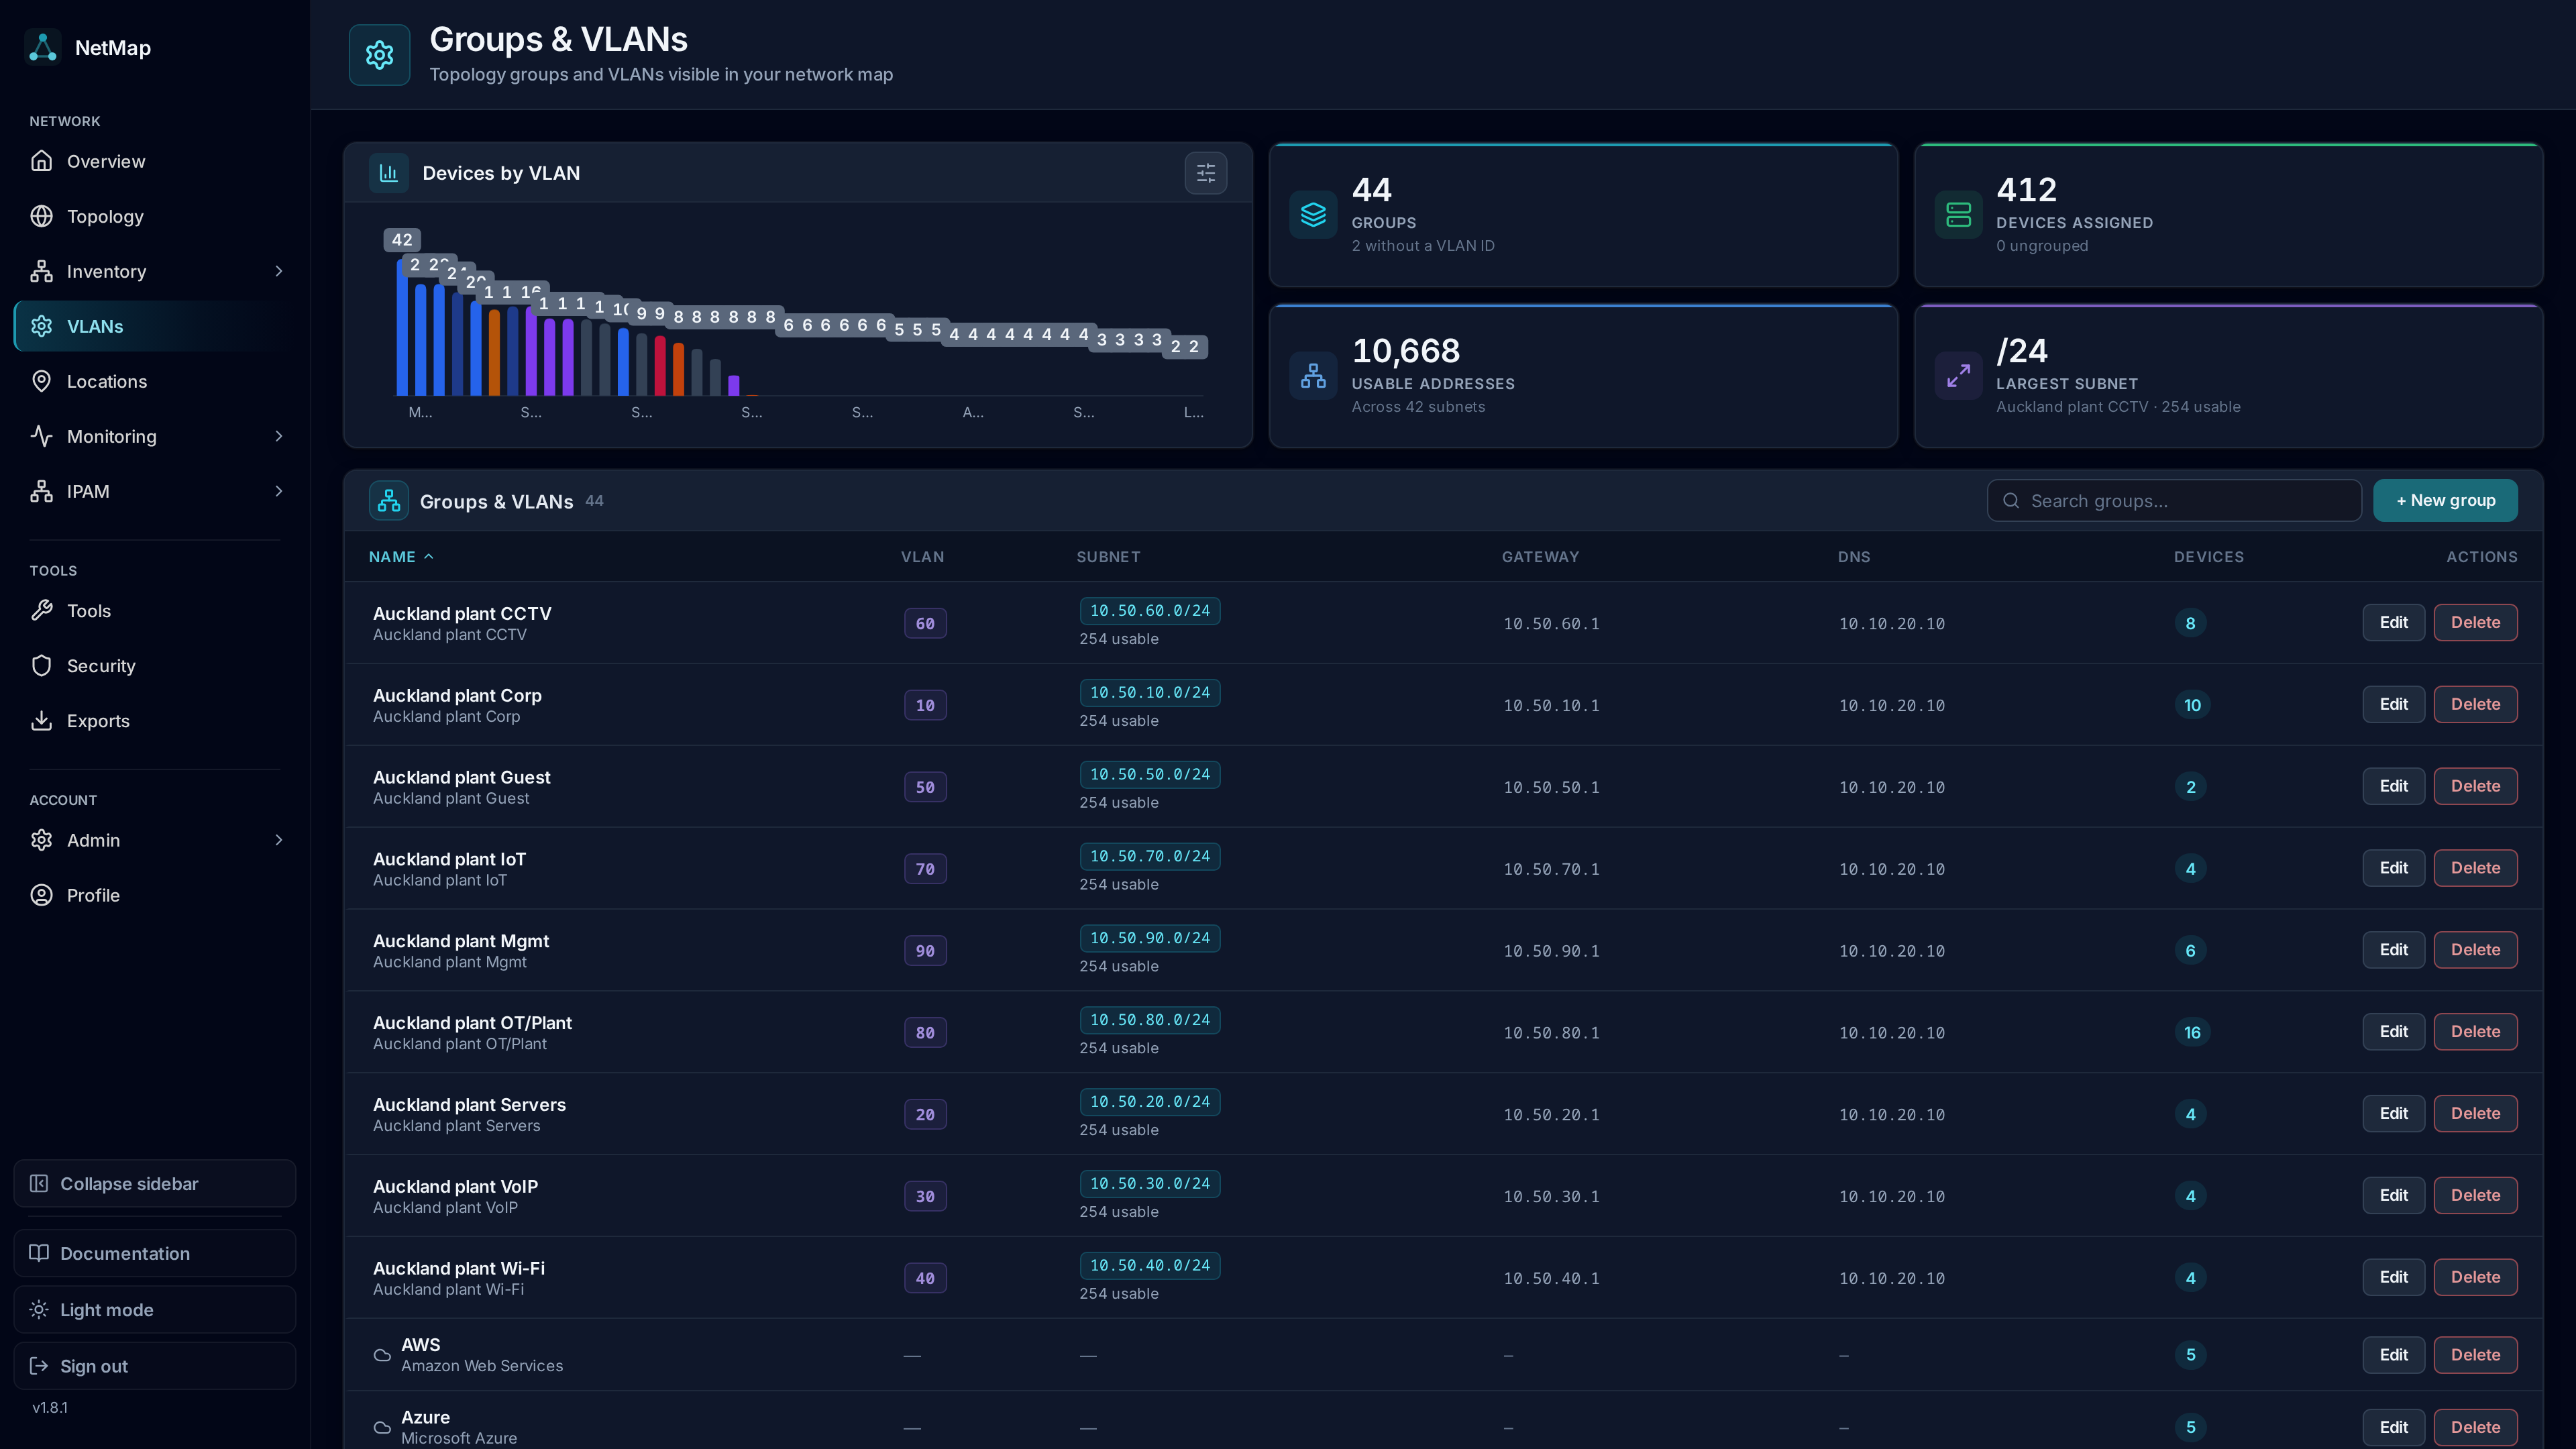 NetMap
NETWORK
Overview
Topology
Inventory
VLANs
Locations
Monitoring
IPAM
TOOLS
Tools
Security
Exports
ACCOUNT
Admin
Profile
Collapse sidebar
Documentation
Light mode
Sign out
v1.8.1
Groups & VLANs
Topology groups and VLANs visible in your network map
Devices by VLAN
42
9 9 8 8 8 8 8 8 6 6 6 6 6 6 5 5 5 4 4 4 4 4 4 4 4 3 3 3 3 2 2
M... S... S... S... S... A... S... L...
44
GROUPS
2 without a VLAN ID
412
DEVICES ASSIGNED
0 ungrouped
10,668
USABLE ADDRESSES
Across 42 subnets
/24
LARGEST SUBNET
Auckland plant CCTV · 254 usable
Groups & VLANs 44
Search groups...
+ New group
NAME VLAN SUBNET GATEWAY DNS DEVICES ACTIONS
Auckland plant CCTV
Auckland plant CCTV
60
10.50.60.0/24
254 usable
10.50.60.1
10.10.20.10
8
Edit Delete
Auckland plant Corp
Auckland plant Corp
10
10.50.10.0/24
254 usable
10.50.10.1
10.10.20.10
10
Edit Delete
Auckland plant Guest
Auckland plant Guest
50
10.50.50.0/24
254 usable
10.50.50.1
10.10.20.10
2
Edit Delete
Auckland plant IoT
Auckland plant IoT
70
10.50.70.0/24
254 usable
10.50.70.1
10.10.20.10
4
Edit Delete
Auckland plant Mgmt
Auckland plant Mgmt
90
10.50.90.0/24
254 usable
10.50.90.1
10.10.20.10
6
Edit Delete
Auckland plant OT/Plant
Auckland plant OT/Plant
80
10.50.80.0/24
254 usable
10.50.80.1
10.10.20.10
16
Edit Delete
Auckland plant Servers
Auckland plant Servers
20
10.50.20.0/24
254 usable
10.50.20.1
10.10.20.10
4
Edit Delete
Auckland plant VoIP
Auckland plant VoIP
30
10.50.30.0/24
254 usable
10.50.30.1
10.10.20.10
4
Edit Delete
Auckland plant Wi-Fi
Auckland plant Wi-Fi
40
10.50.40.0/24
254 usable
10.50.40.1
10.10.20.10
4
Edit Delete
AWS
Amazon Web Services
— — – –
5
Edit Delete
Azure
Microsoft Azure
— — – –
5
Edit Delete